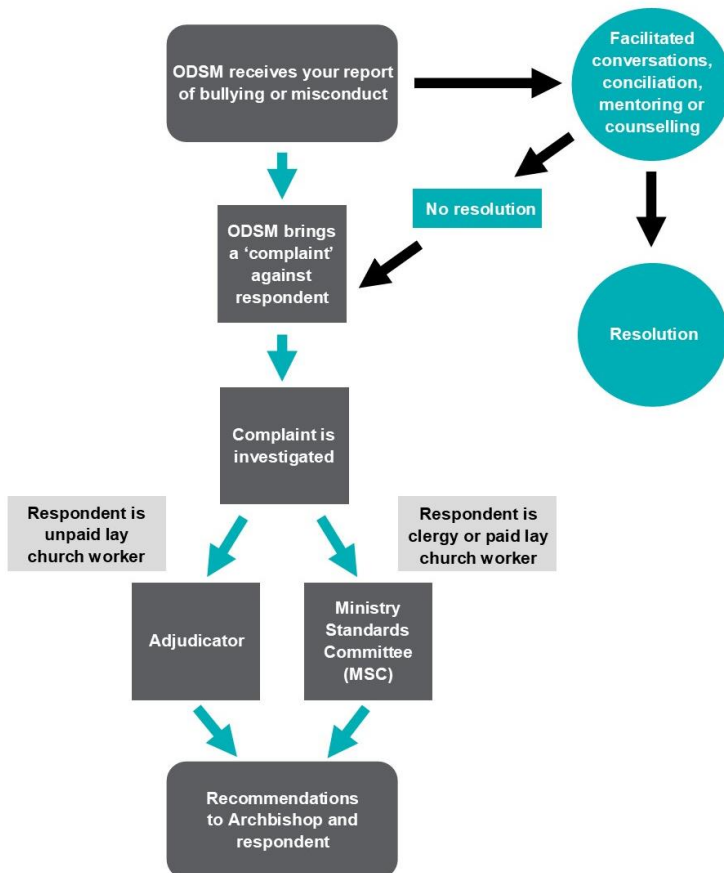 ODSM receives your report
of bullying or misconduct
Facilitated
conversations,
conciliation,
mentoring or
counselling
No resolution
ODSM brings
a ‘complaint’
against
respondent
Resolution
Complaint is
investigated
Respondent is
unpaid lay
church worker
Respondent is
clergy or paid lay
church worker
Adjudicator
Ministry
Standards
Committee
(MSC)
Recommendations
to Archbishop and
respondent